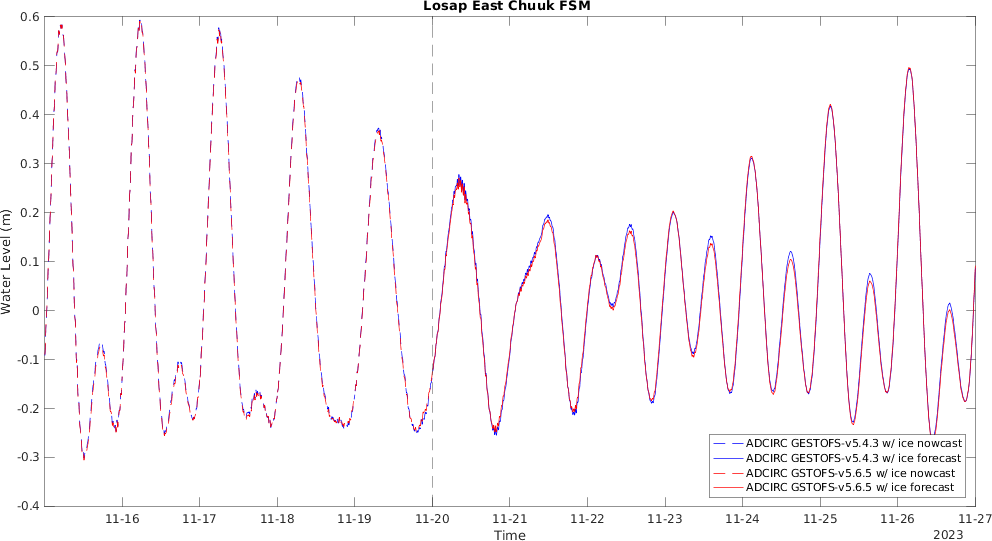 Losap East Chuuk FSM
0.6
0.5
0.4
0.3
0.2
0.1
0
-0.1
-0.2
-0.3
-0.4
Water Level (m)
11-16 11-17 11-18 11-19 11-20 11-21 11-22 11-23 11-24 11-25 11-26 11-27
Time
2023
ADCIRC GESTOFS-v5.4.3 w/ ice nowcast
ADCIRC GESTOFS-v5.4.3 w/ ice forecast
ADCIRC GSTOFS-v5.6.5 w/ ice nowcast
ADCIRC GSTOFS-v5.6.5 w/ ice forecast